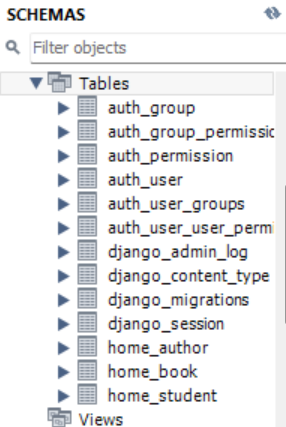 SCHEMAS
Filter objects
Tables
auth_group
auth_group_permissic
auth_permission
auth_user
auth_user_groups
auth_user_user_permi
django_admin_log
django_content_type
django_migrations
django_session
home_author
home_book
home_student
Views